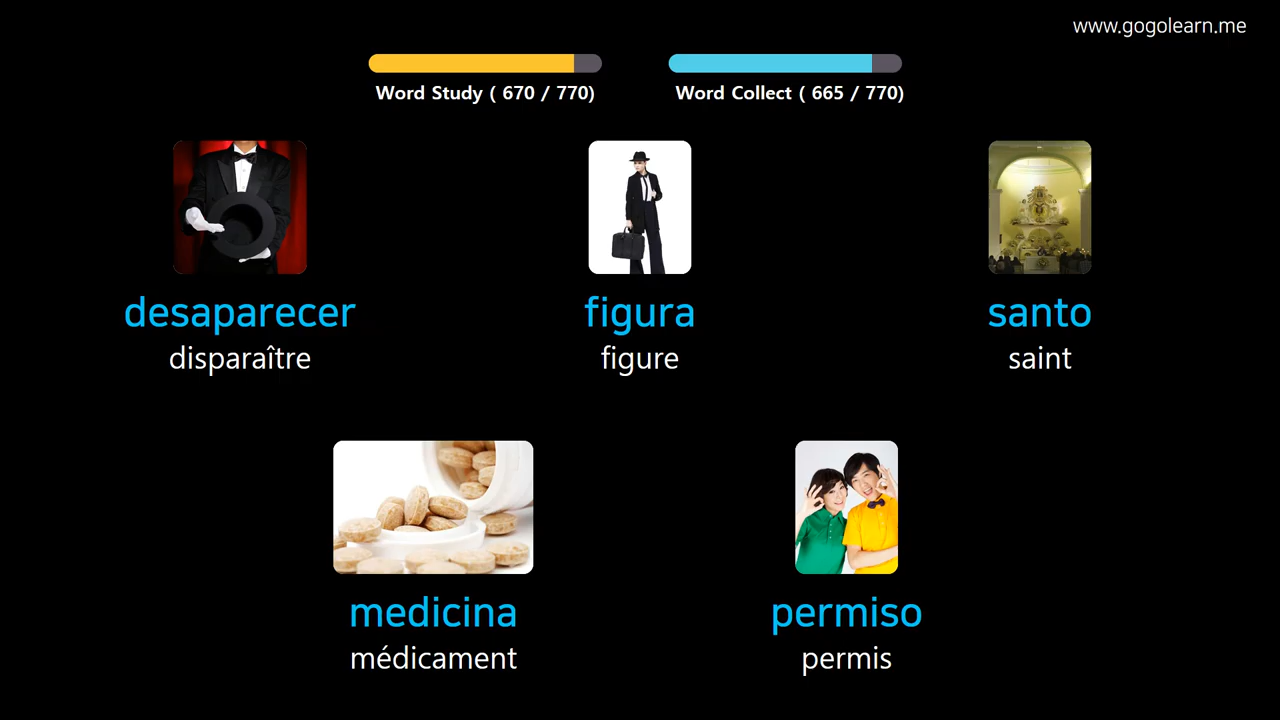 www.gogolearn.me
Word Study ( 670 / 770)
Word Collect ( 665 / 770)
desaparecer
disparaître
figura
figure
santo
saint
medicina
médicament
permiso
permis